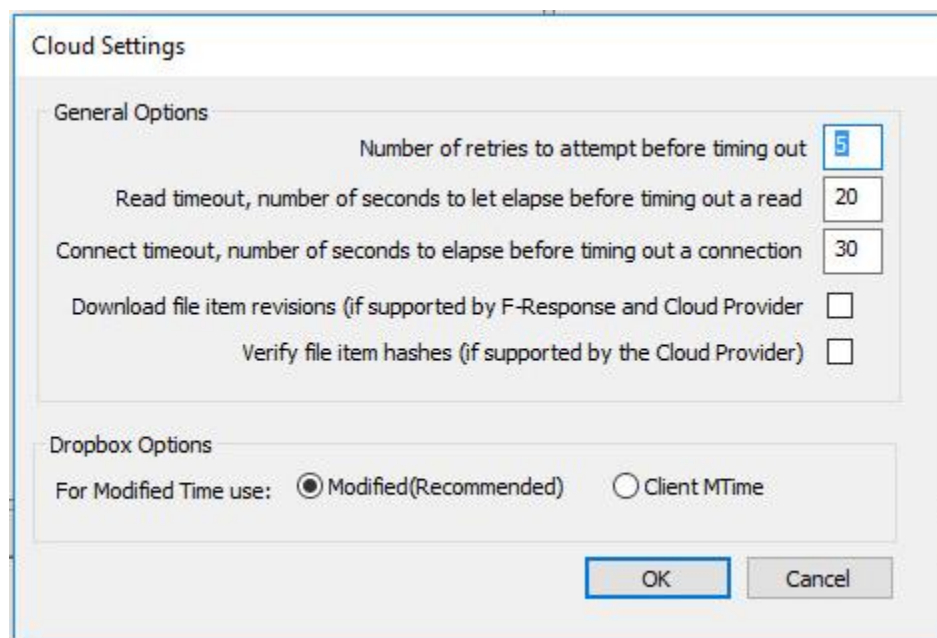 Cloud Settings
General Options
Number of retries to attempt before timing out 5
Read timeout, number of seconds to let elapse before timing out a read 20
Connect timeout, number of seconds to elapse before timing out a connection 30
Download file item revisions (if supported by F-Response and Cloud Provider
Verify file item hashes (if supported by the Cloud Provider)
Dropbox Options
For Modified Time use: Modified(Recommended) Client MTime
OK Cancel